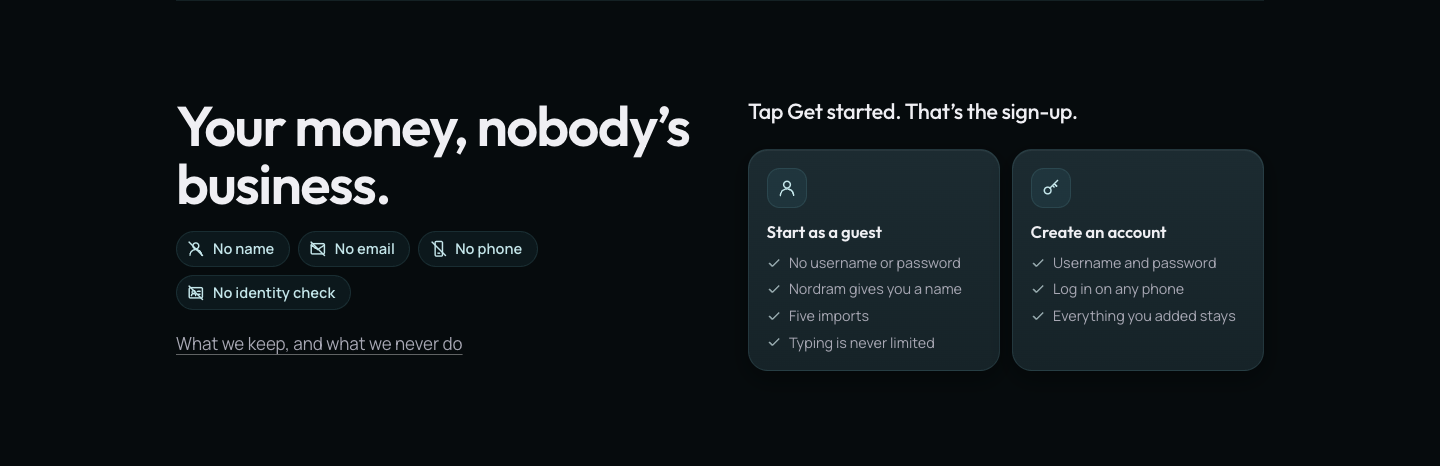 Your money, nobody’s
business.
No name
No email
No phone
No identity check
What we keep, and what we never do
Tap Get started. That’s the sign-up.
Start as a guest
No username or password
Nordram gives you a name
Five imports
Typing is never limited
Create an account
Username and password
Log in on any phone
Everything you added stays